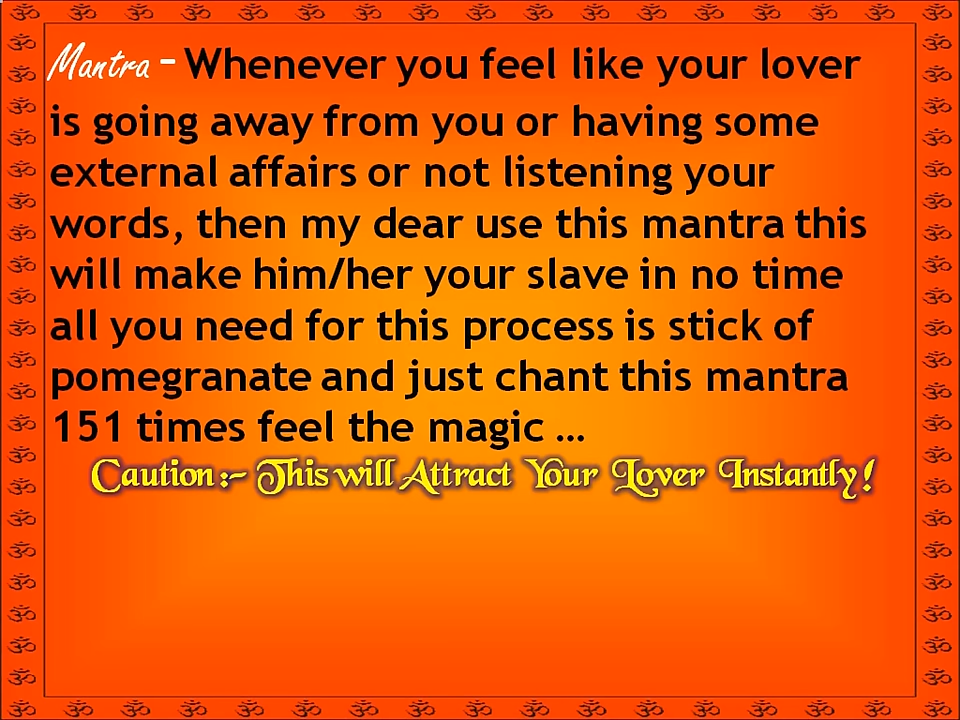 Mantra - Whenever you feel like your lover
is going away from you or having some
external affairs or not listening your
words, then my dear use this mantra this
will make him/her your slave in no time
all you need for this process is stick of
pomegranate and just chant this mantra
151 times feel the magic ...
Caution :- This will Attract Your Lover Instantly!